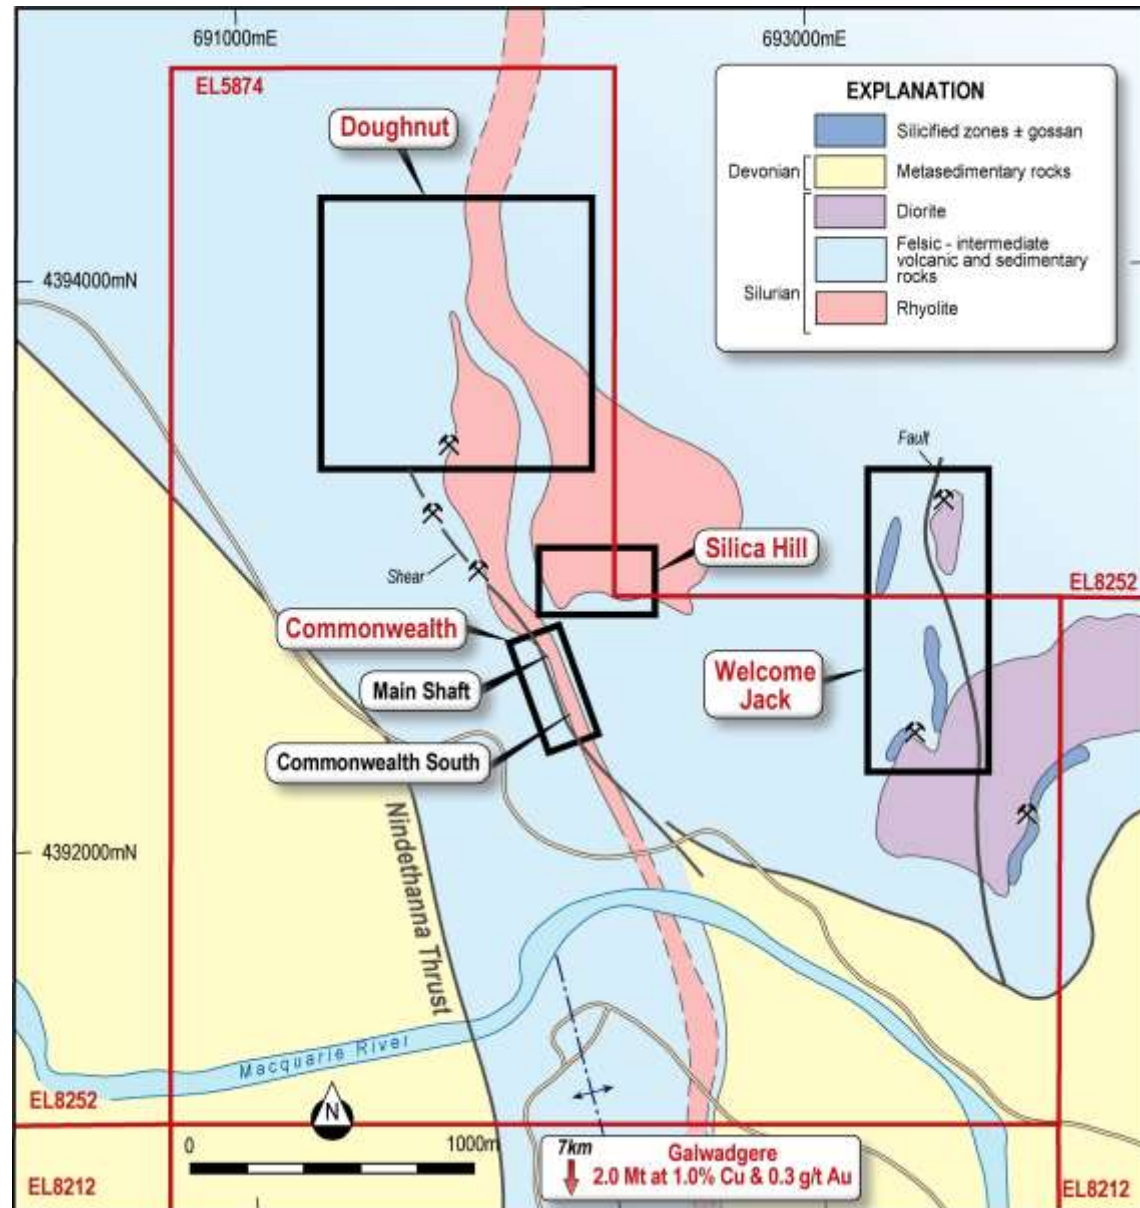 691000mE
693000mE
EL5874
EXPLANATION
Silicified zones ± gossan
Devonian
Metasedimentary rocks
Diorite
Felsic - intermediate
volcanic and sedimentary
rocks
Silurian
Rhyolite
Doughnut
4394000mN
Fault
Silica Hill
Shear
EL8252
Commonwealth
Main Shaft
Welcome
Jack
Commonwealth South
4392000mN
Nindethanna Thrust
Macquarie River
EL8252
N
0
1000m
7km
Galwadgere
2.0 Mt at 1.0% Cu & 0.3 g/t Au
EL8212
EL8212